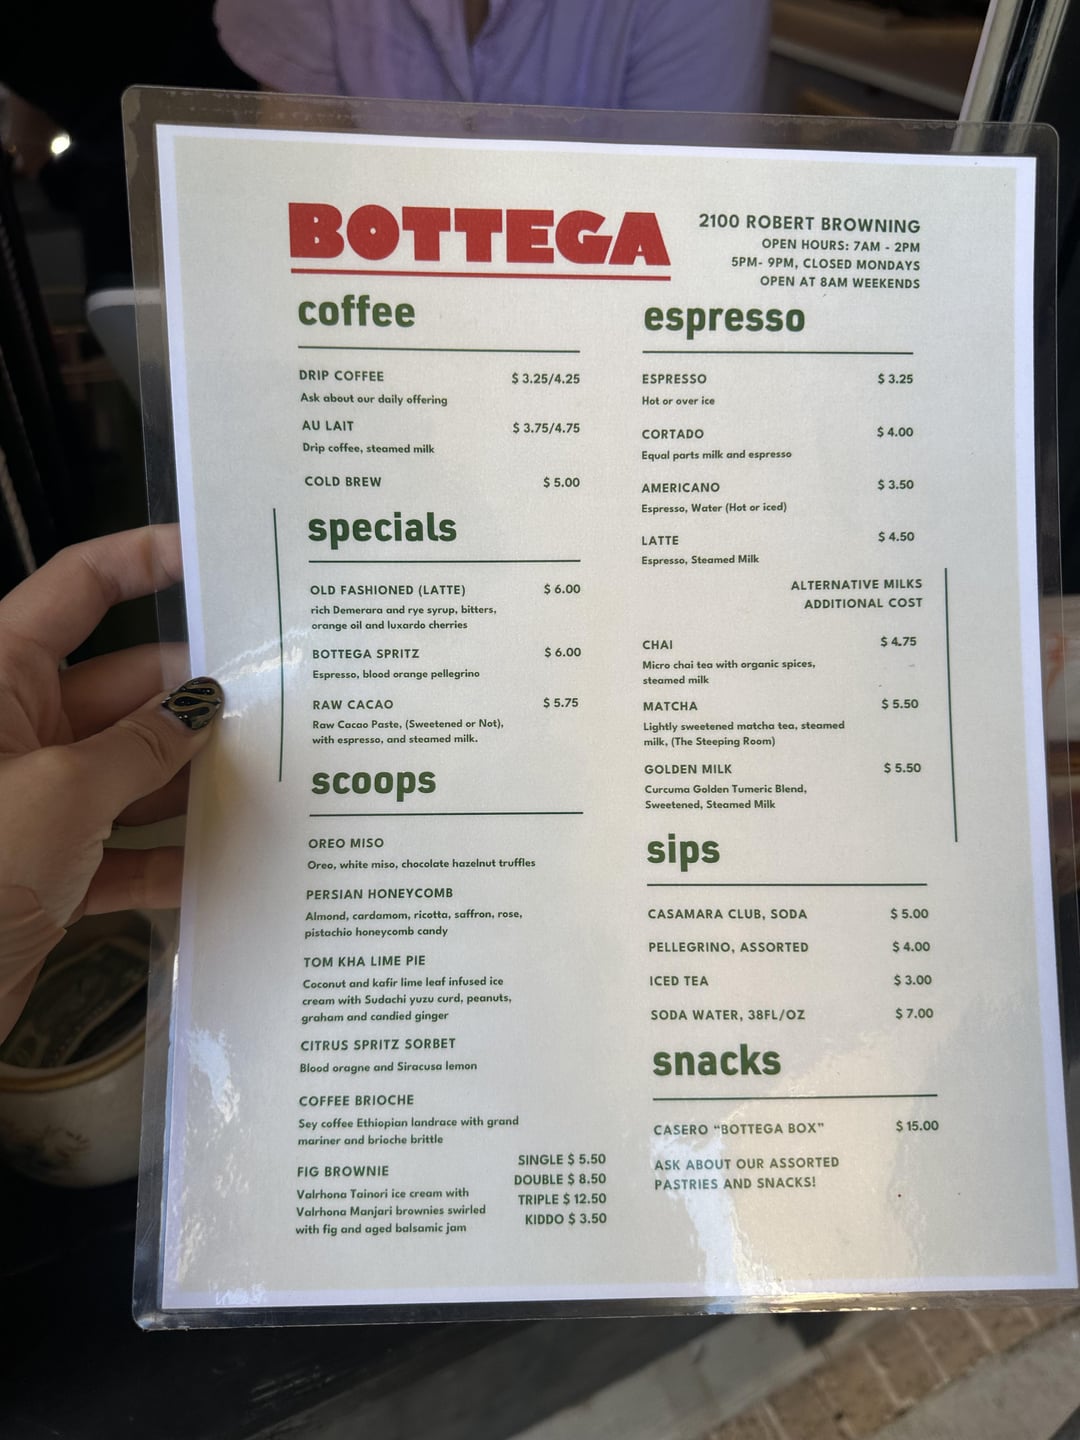 BOTTEGA
2100 ROBERT BROWNING
OPEN HOURS: 7AM - 2PM
5PM- 9PM, CLOSED MONDAYS
OPEN AT 8AM WEEKENDS
coffee
DRIP COFFEE $ 3.25/4.25
Ask about our daily offering
AU LAIT $ 3.75/4.75
Drip coffee, steamed milk
COLD BREW $ 5.00
specials
OLD FASHIONED (LATTE) $ 6.00
rich Demerara and rye syrup, bitters,
orange oil and luxardo cherries
BOTTEGA SPRITZ $ 6.00
Espresso, blood orange pellegrino
RAW CACAO $ 5.75
Raw Cacao Paste, (Sweetened or Not),
with espresso, and steamed milk.
scoops
OREO MISO
Oreo, white miso, chocolate hazelnut truffles
PERSIAN HONEYCOMB
Almond, cardamom, ricotta, saffron, rose,
pistachio honeycomb candy
TOM KHA LIME PIE
Coconut and kafir lime leaf infused ice
cream with Sudachi yuzu curd, peanuts,
graham and candied ginger
CITRUS SPRITZ SORBET
Blood oragne and Siracusa lemon
COFFEE BRIOCHE
Sey coffee Ethiopian landrace with grand
mariner and brioche brittle
FIG BROWNIE
Valrhona Tainori ice cream with
Valrhona Manjari brownies swirled
with fig and aged balsamic jam
SINGLE $ 5.50
DOUBLE $ 8.50
TRIPLE $ 12.50
KIDDO $ 3.50
espresso
ESPRESSO $ 3.25
Hot or over ice
CORTADO $ 4.00
Equal parts milk and espresso
AMERICANO $ 3.50
Espresso, Water (Hot or iced)
LATTE $ 4.50
Espresso, Steamed Milk
ALTERNATIVE MILKS
ADDITIONAL COST
CHAI $ 4.75
Micro chai tea with organic spices,
steamed milk
MATCHA $ 5.50
Lightly sweetened matcha tea, steamed
milk, (The Steeping Room)
GOLDEN MILK $ 5.50
Curcuma Golden Tumeric Blend,
Sweetened, Steamed Milk
sips
CASAMARA CLUB, SODA $ 5.00
PELLEGRINO, ASSORTED $ 4.00
ICED TEA $ 3.00
SODA WATER, 38FL/OZ $ 7.00
snacks
CASERO “BOTTEGA BOX” $ 15.00
ASK ABOUT OUR ASSORTED
PASTRIES AND SNACKS!